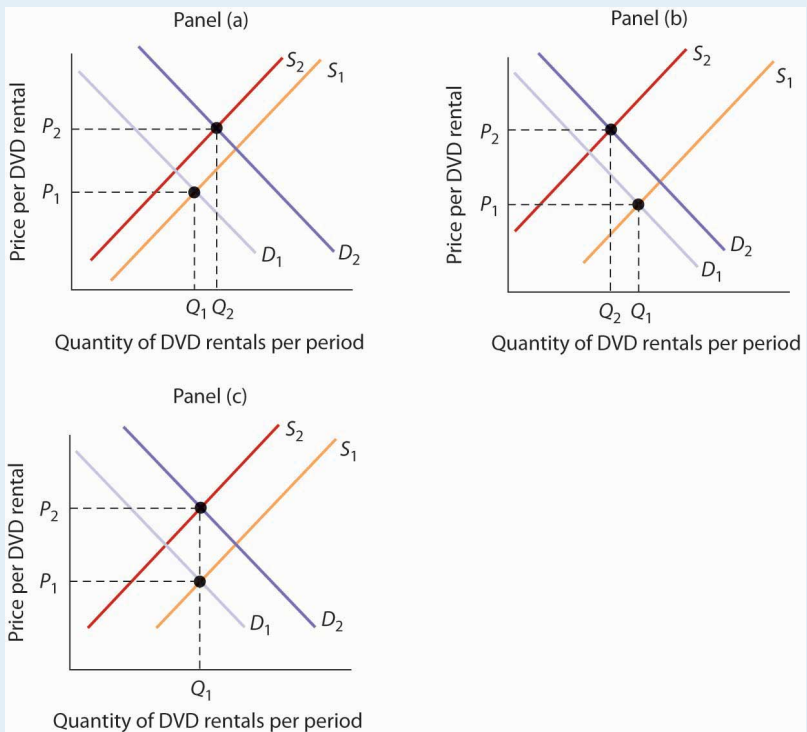 Panel (a)
Price per DVD rental
P2
P1
S2
S1
D1
D2
Q1 Q2
Quantity of DVD rentals per period
Panel (b)
Price per DVD rental
P2
P1
S2
S1
D2
D1
Q2 Q1
Quantity of DVD rentals per period
Panel (c)
Price per DVD rental
P2
P1
S2
S1
D1
D2
Q1
Quantity of DVD rentals per period